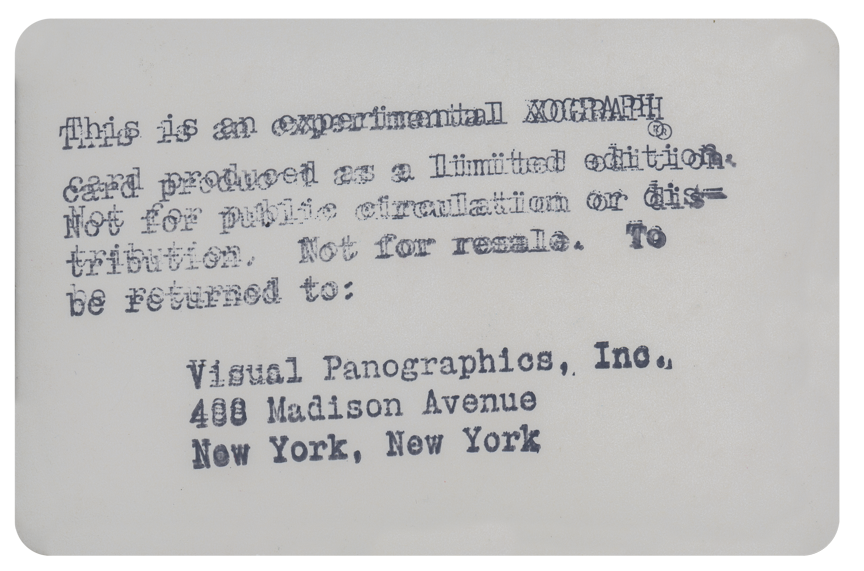 This is an experimental XOGRAPH®
card produced as a limited edition.
Not for public circulation or dis-
tribution. Not for resale. To
be returned to:
Visual Panographics, Inc.
488 Madison Avenue
New York, New York